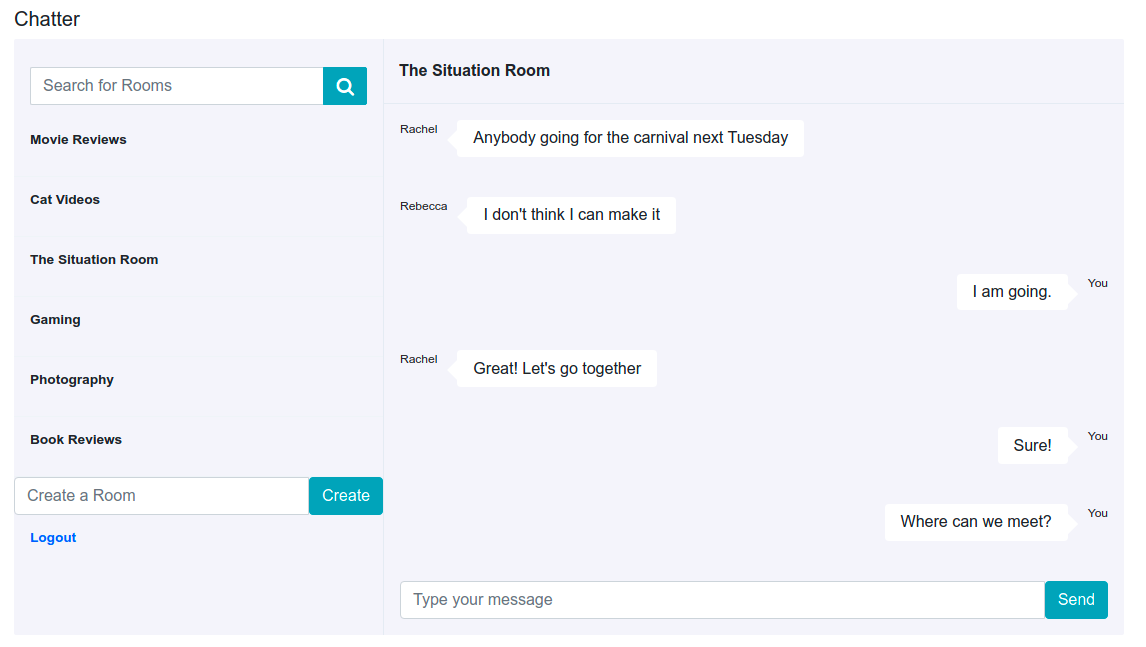 Chatter
Search for Rooms
Movie Reviews
Cat Videos
The Situation Room
Gaming
Photography
Book Reviews
Create a Room
Create
Logout
The Situation Room
Rachel
Anybody going for the carnival next Tuesday
Rebecca
I don't think I can make it
I am going.
You
Rachel
Great! Let's go together
Sure!
You
Where can we meet?
You
Type your message
Send